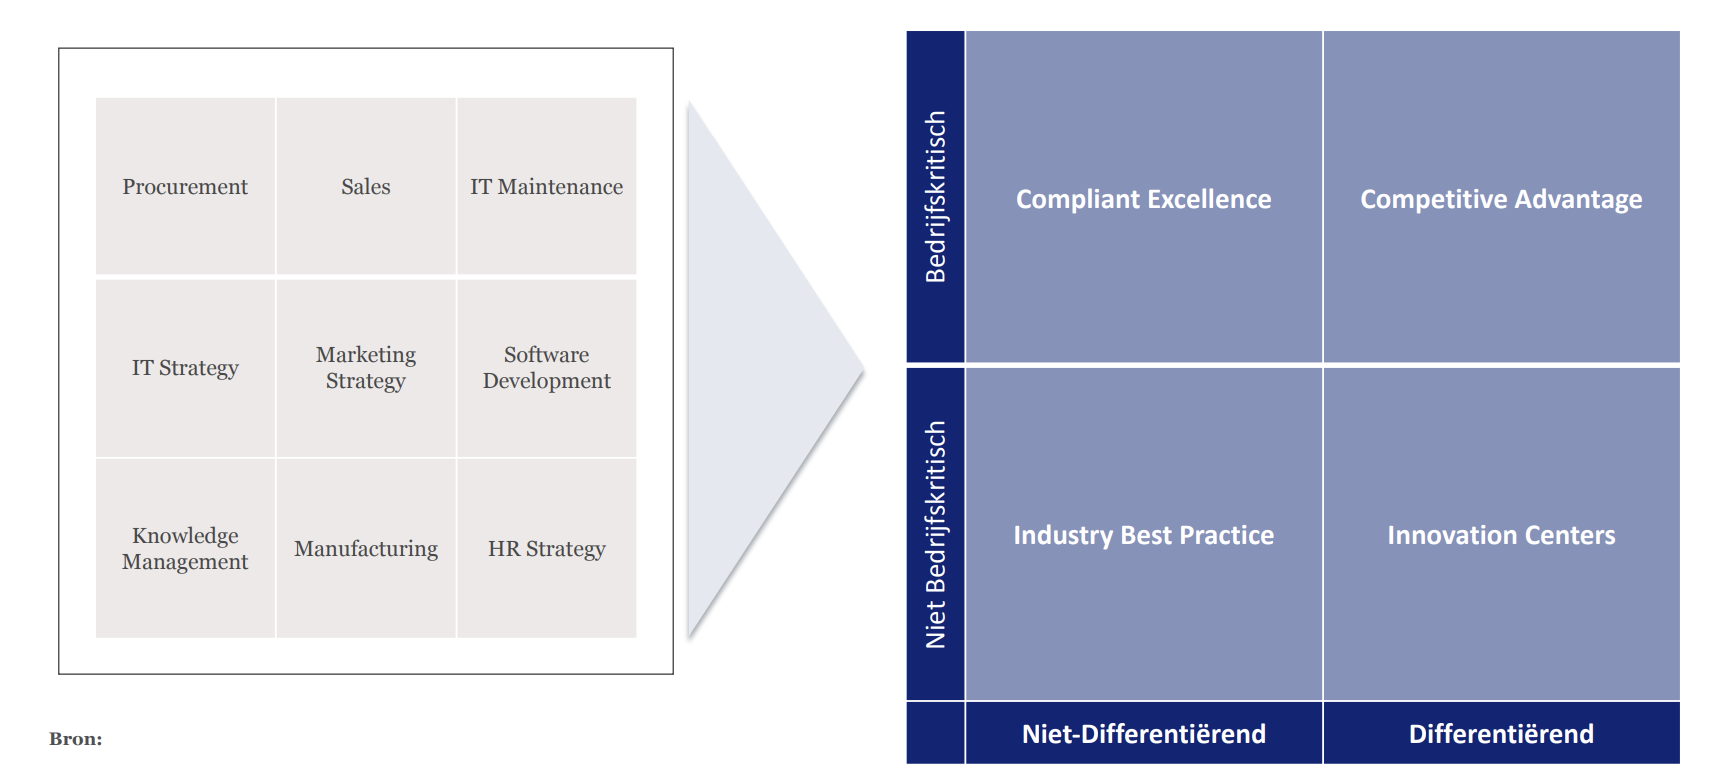 Procurement
Sales
IT Maintenance
IT Strategy
Marketing
Strategy
Software
Development
Knowledge
Management
Manufacturing
HR Strategy
Bron:
Bedrijfskritisch
Compliant Excellence
Competitive Advantage
Niet Bedrijfskritisch
Industry Best Practice
Innovation Centers
Niet-Differentiërend
Differentiërend